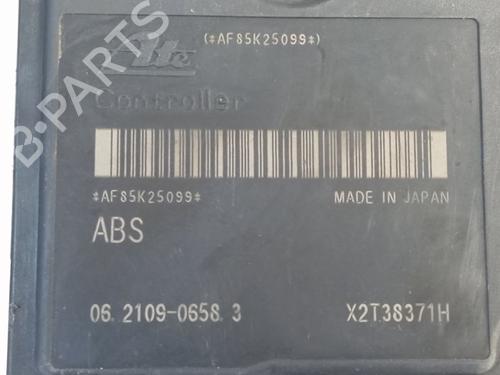 (*AF85K25099*)
Ate
Controller
*AF85K25099*
MADE IN JAPAN
ABS
06. 2109-0658. 3
X2T38371H
B-PARTS